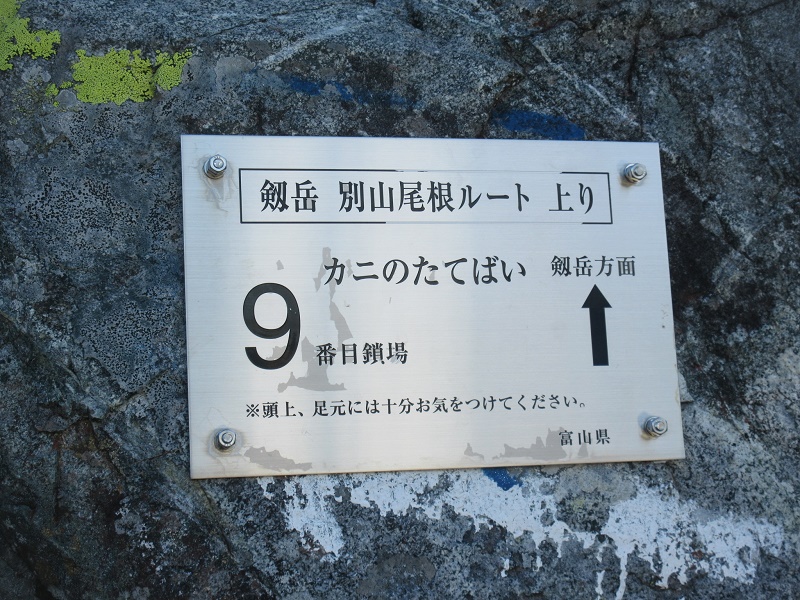 剱岳 別山尾根ルート 上り
カニのたてばい
剱岳方面
9番目鎖場
※頭上、足元には十分お気をつけてください。
富山県